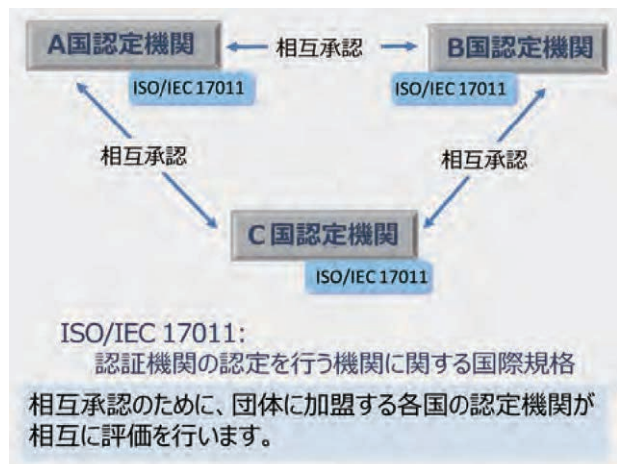 A国認定機関
相互承認
B国認定機関
ISO/IEC 17011
ISO/IEC 17011
相互承認
相互承認
C国認定機関
ISO/IEC 17011
ISO/IEC 17011:
認証機関の認定を行う機関に関する国際規格
相互承認のために、団体に加盟する各国の認定機関が
相互に評価を行います。